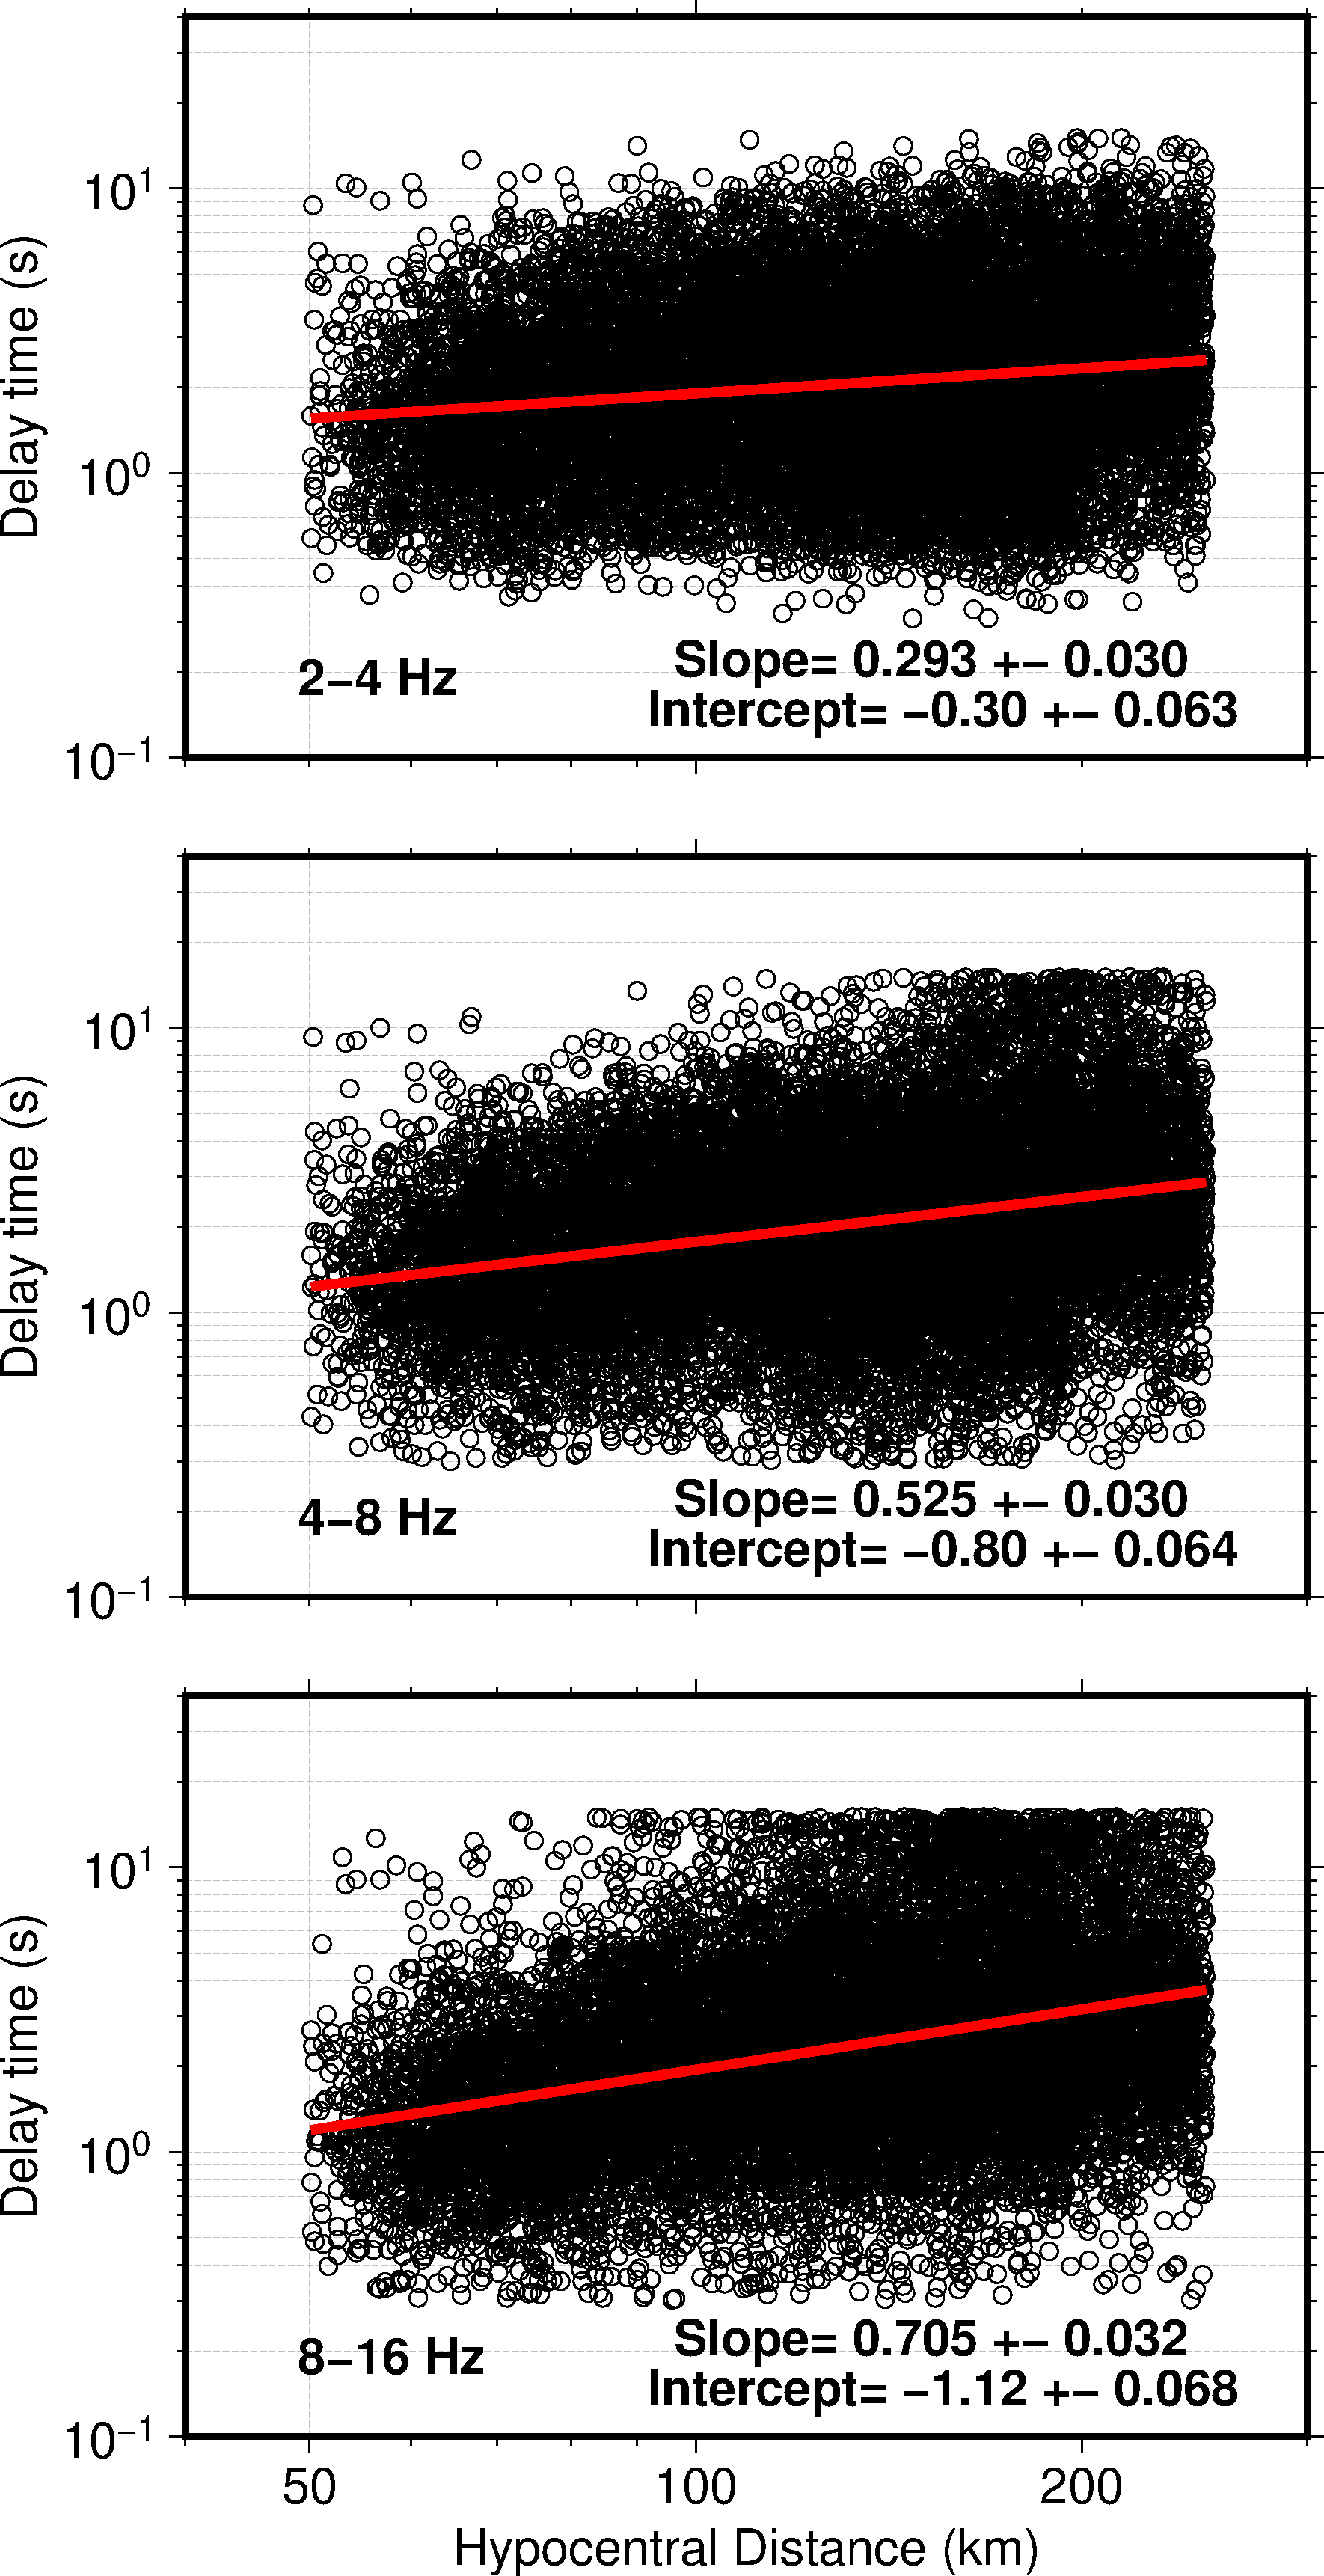 10¹
10⁰
10⁻¹
Delay time (s)
2−4 Hz
Slope= 0.293 +− 0.030
Intercept= −0.30 +− 0.063
10¹
10⁰
10⁻¹
Delay time (s)
4−8 Hz
Slope= 0.525 +− 0.030
Intercept= −0.80 +− 0.064
10¹
10⁰
10⁻¹
Delay time (s)
8−16 Hz
Slope= 0.705 +− 0.032
Intercept= −1.12 +− 0.068
50 100 200
Hypocentral Distance (km)